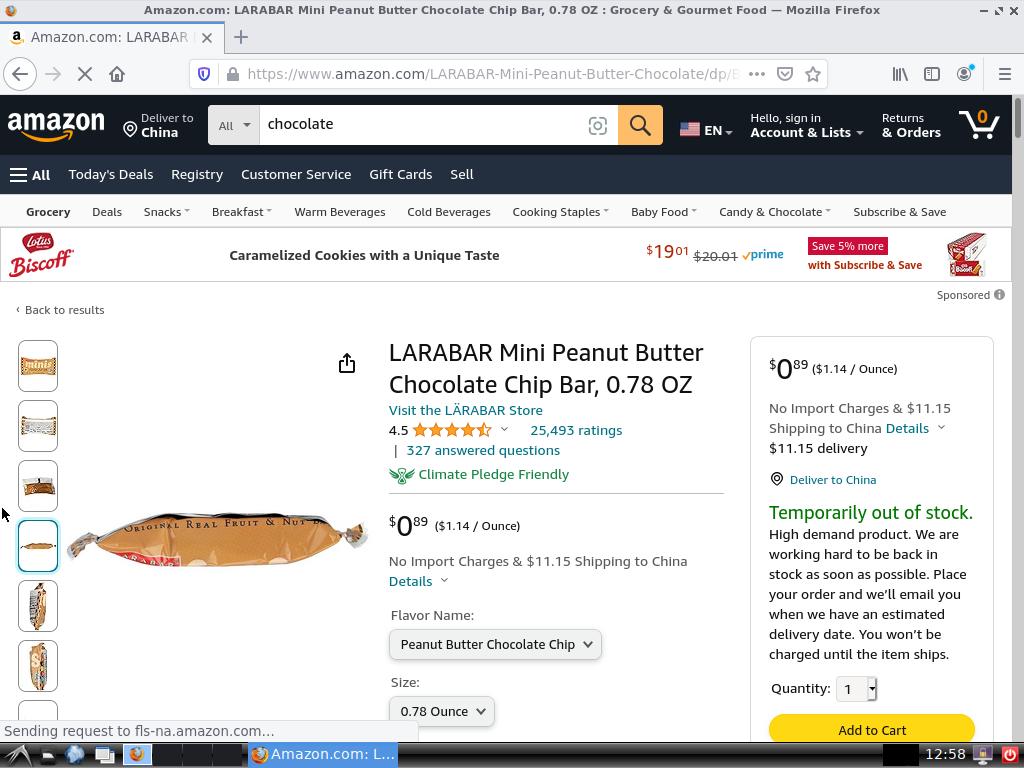 Amazon.com: LARABAR Mini Peanut Butter Chocolate Chip Bar, 0.78 OZ : Grocery & Gourmet Food — Mozilla Firefox
Amazon.com: LARABAR
https://www.amazon.com/LARABAR-Mini-Peanut-Butter-Chocolate/dp/B
amazon
Deliver to
China
All
chocolate
EN
Hello, sign in
Account & Lists
Returns
& Orders
0
All
Today's Deals
Registry
Customer Service
Gift Cards
Sell
Grocery
Deals
Snacks
Breakfast
Warm Beverages
Cold Beverages
Cooking Staples
Baby Food
Candy & Chocolate
Subscribe & Save
Lotus
Biscoff
Caramelized Cookies with a Unique Taste
$1901 $20.01 prime
Save 5% more
with Subscribe & Save
Sponsored
‹ Back to results
minis
ORIGINAL REAL FRUIT & NUT
LARABAR Mini Peanut Butter
Chocolate Chip Bar, 0.78 OZ
Visit the LÄRABAR Store
4.5
25,493 ratings
| 327 answered questions
Climate Pledge Friendly
$089 ($1.14 / Ounce)
No Import Charges & $11.15 Shipping to China
Details
Flavor Name:
Peanut Butter Chocolate Chip
Size:
0.78 Ounce
$089 ($1.14 / Ounce)
No Import Charges & $11.15
Shipping to China Details
$11.15 delivery
Deliver to China
Temporarily out of stock.
High demand product. We are
working hard to be back in
stock as soon as possible. Place
your order and we’ll email you
when we have an estimated
delivery date. You won’t be
charged until the item ships.
Quantity: 1
Add to Cart
Sending request to fls-na.amazon.com…
Amazon.com: L...
12:58